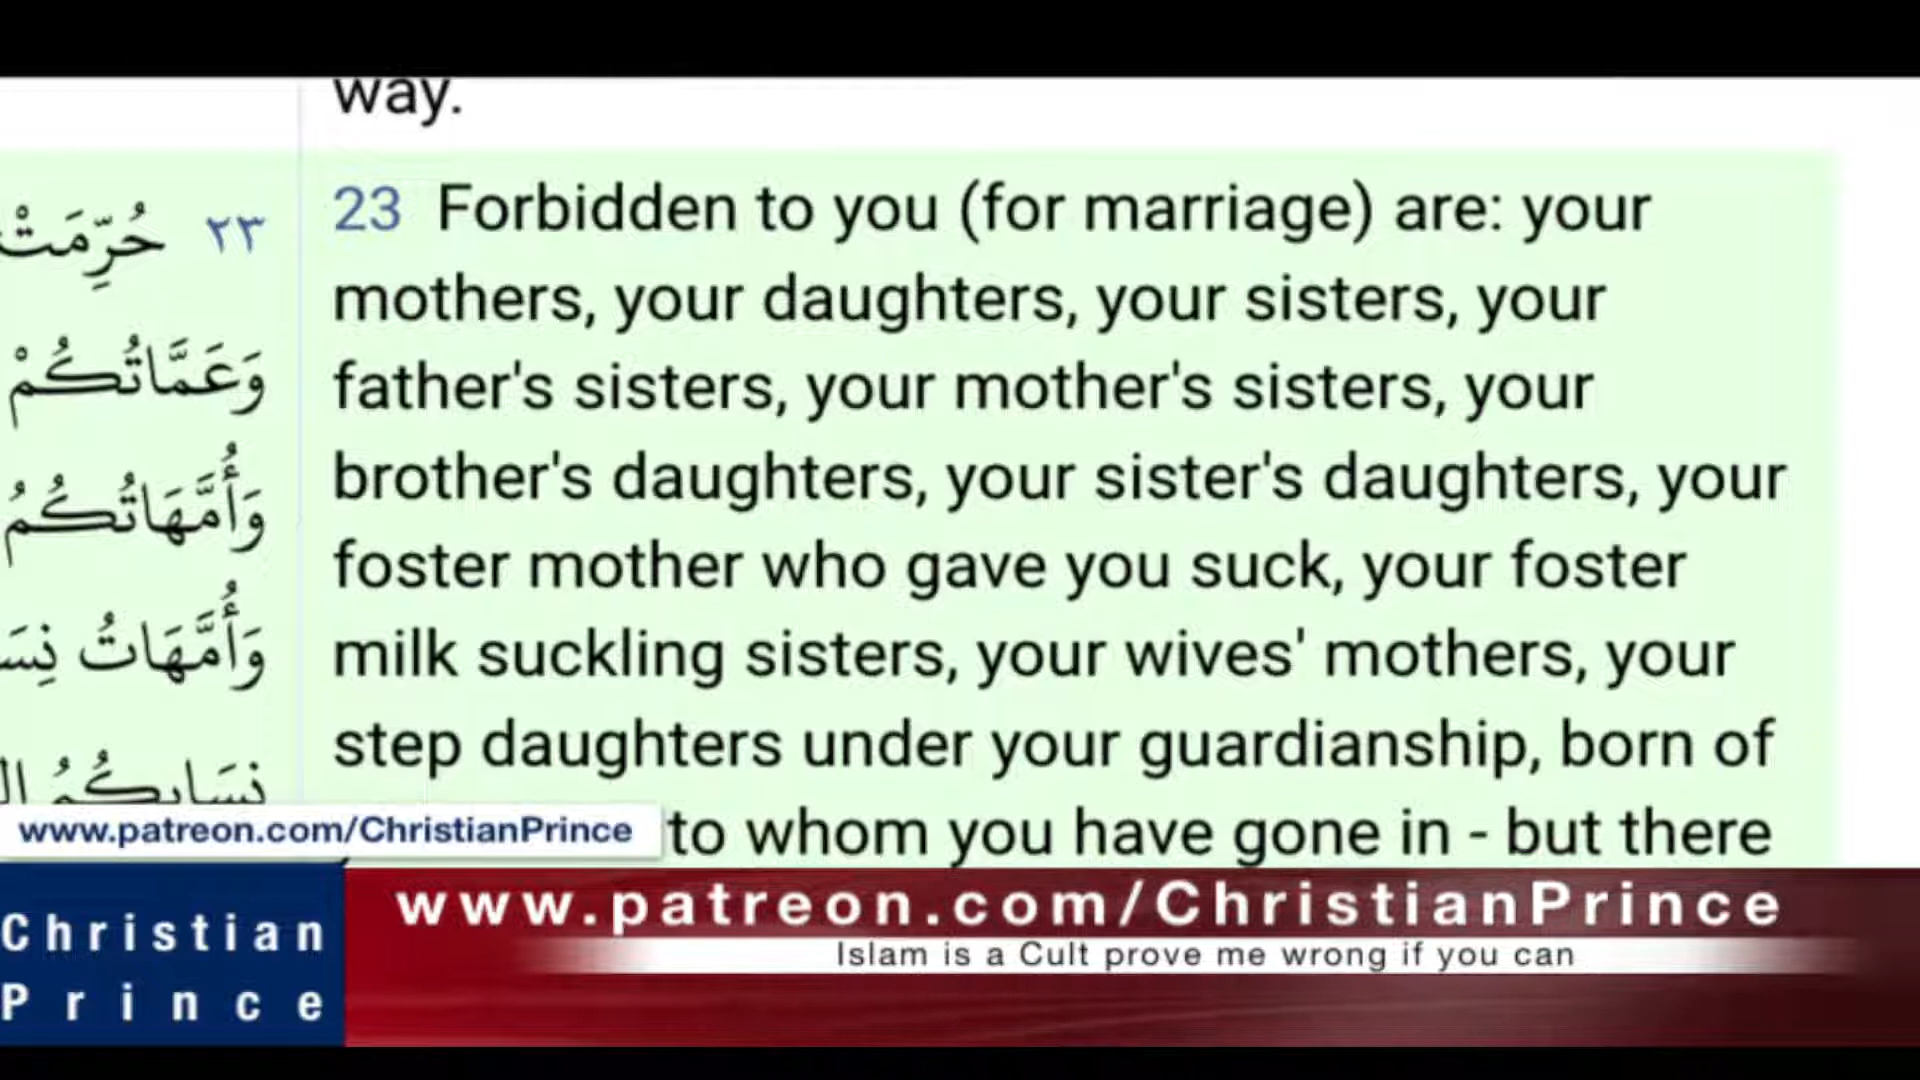 way.
٢٣ حُرِّمَتْ
وَعَمَّاتُكُمْ
وَأُمَّهَاتُكُمُ
وَأُمَّهَاتُ
23 Forbidden to you (for marriage) are: your
mothers, your daughters, your sisters, your
father's sisters, your mother's sisters, your
brother's daughters, your sister's daughters, your
foster mother who gave you suck, your foster
milk suckling sisters, your wives' mothers, your
step daughters under your guardianship, born of
to whom you have gone in - but there
www.patreon.com/ChristianPrince
Christian
Prince
www.patreon.com/ChristianPrince
Islam is a Cult prove me wrong if you can